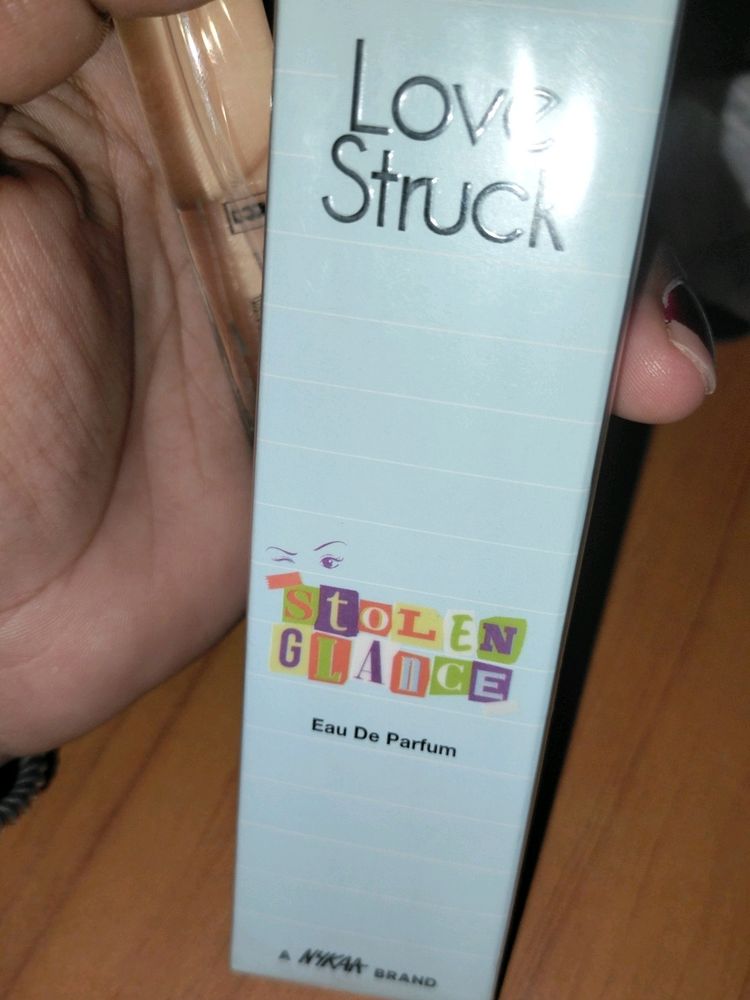 Love
Struck
Stolen
GLANCE
Eau De Parfum
A NYKAA BRAND